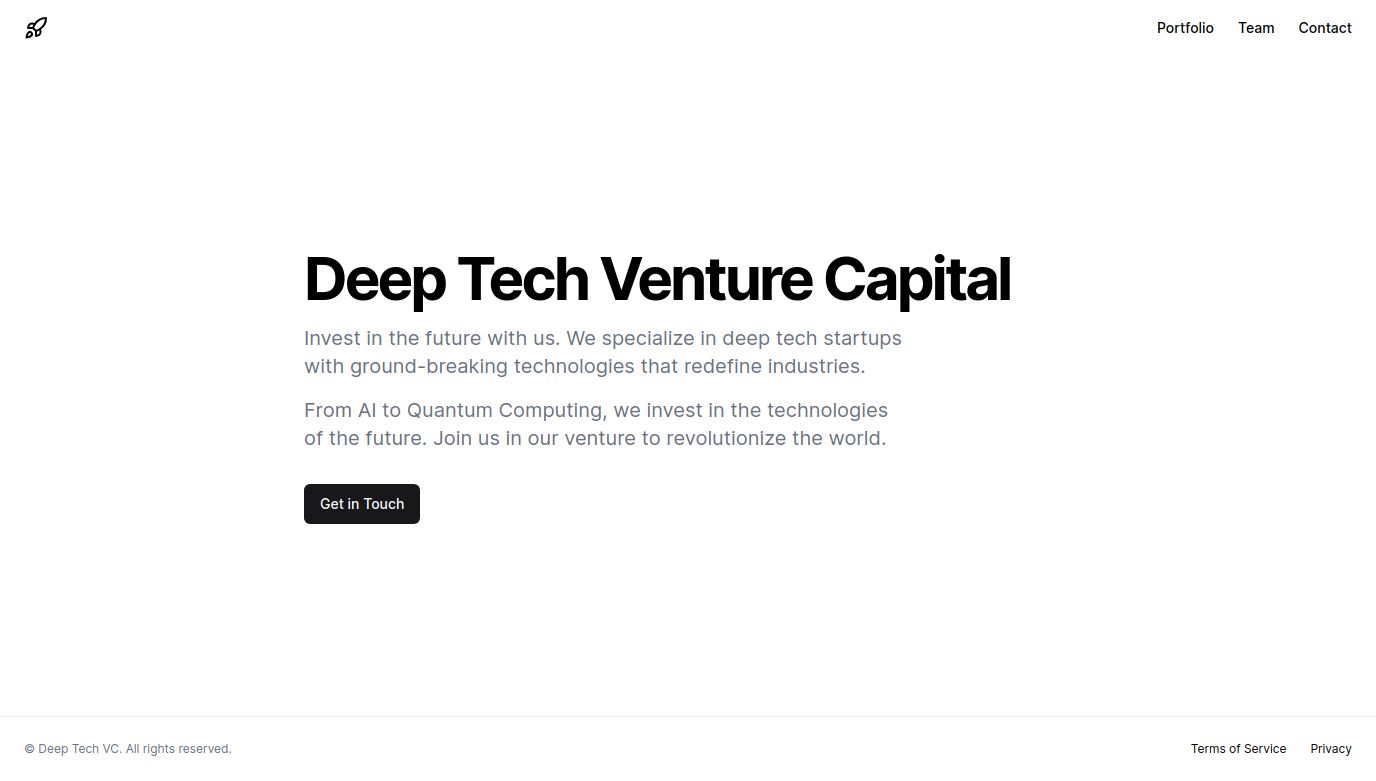 Portfolio Team Contact
Deep Tech Venture Capital
Invest in the future with us. We specialize in deep tech startups
with ground-breaking technologies that redefine industries.
From AI to Quantum Computing, we invest in the technologies
of the future. Join us in our venture to revolutionize the world.
Get in Touch
© Deep Tech VC. All rights reserved.
Terms of Service Privacy